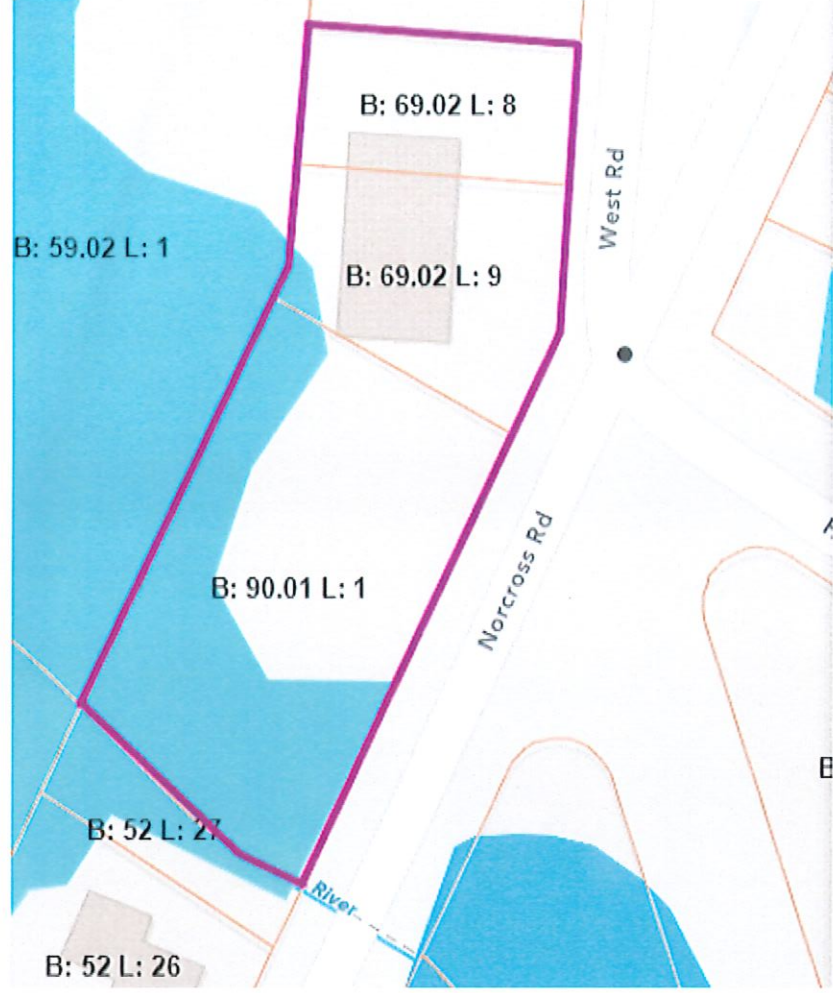 B: 69.02 L: 8
West Rd
B: 59.02 L: 1
B: 69.02 L: 9
Norcross Rd
B: 90.01 L: 1
B: 52 L: 27
River
B: 52 L: 26